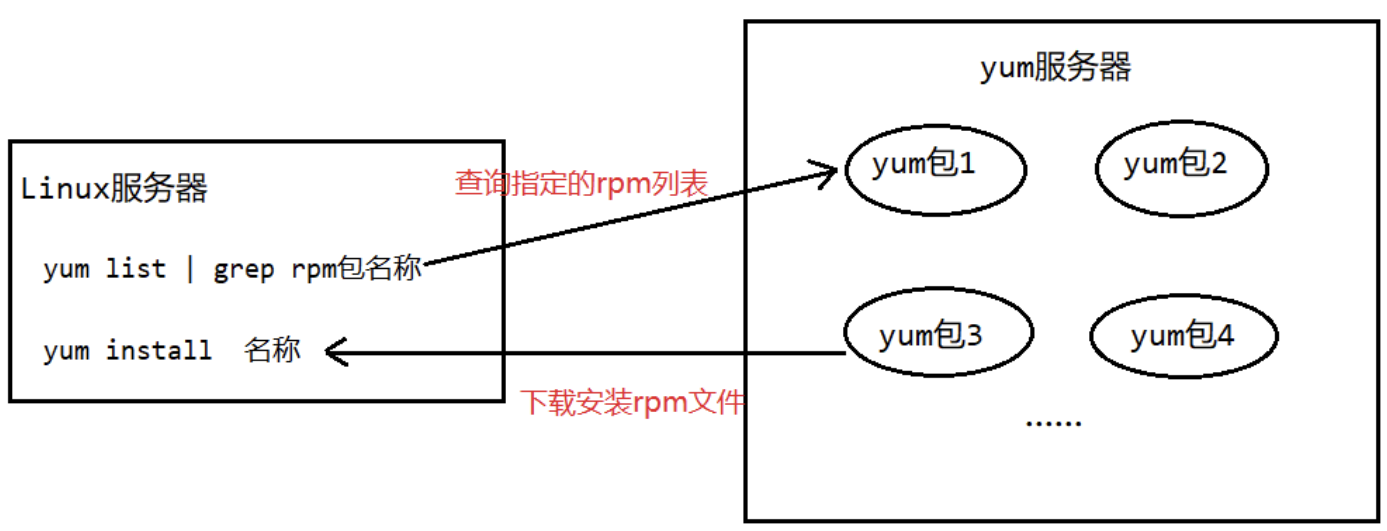 yum服务器
yum包1
yum包2
Linux服务器
查询指定的rpm列表
yum list | grep rpm包名称
yum包3
yum包4
yum install 名称
下载安装rpm文件
......